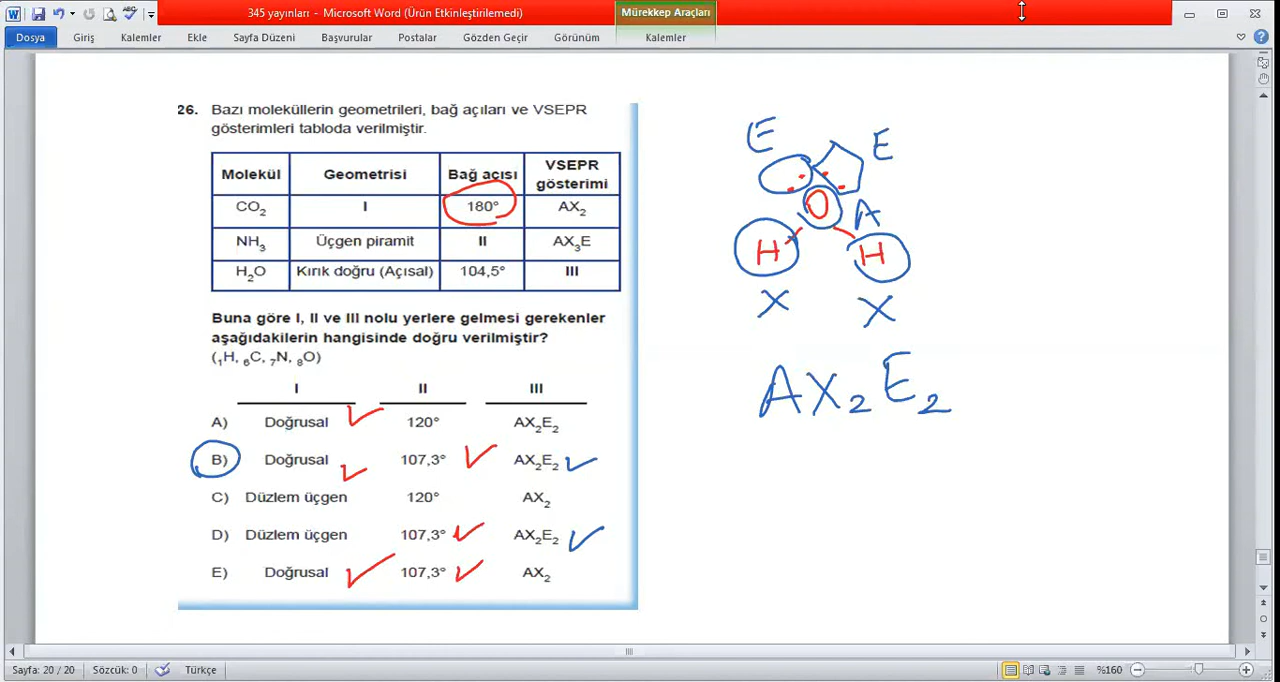 345 yayınları - Microsoft Word (Ürün Etkinleştirilemedi)
Mürekkep Araçları
Dosya Giriş Kalemler Ekle Sayfa Düzeni Başvurular Postalar Gözden Geçir Görünüm Kalemler
26. Bazı moleküllerin geometrileri, bağ açıları ve VSEPR
gösterimleri tabloda verilmiştir.
Molekül Geometrisi Bağ açısı VSEPR gösterimi
CO₂ I 180° AX₂
NH₃ Üçgen piramit II AX₃E
H₂O Kırık doğru (Açısal) 104,5° III
Buna göre I, II ve III nolu yerlere gelmesi gerekenler
aşağıdakilerin hangisinde doğru verilmiştir?
(₁H, ₆C, ₇N, ₈O)
I II III
A) Doğrusal 120° AX₂E₂
B) Doğrusal 107,3° AX₂E₂
C) Düzlem üçgen 120° AX₂
D) Düzlem üçgen 107,3° AX₂E₂
E) Doğrusal 107,3° AX₂
E E
O A
H H
X X
AX₂E₂
Sayfa: 20 / 20 Sözcük: 0 Türkçe %160